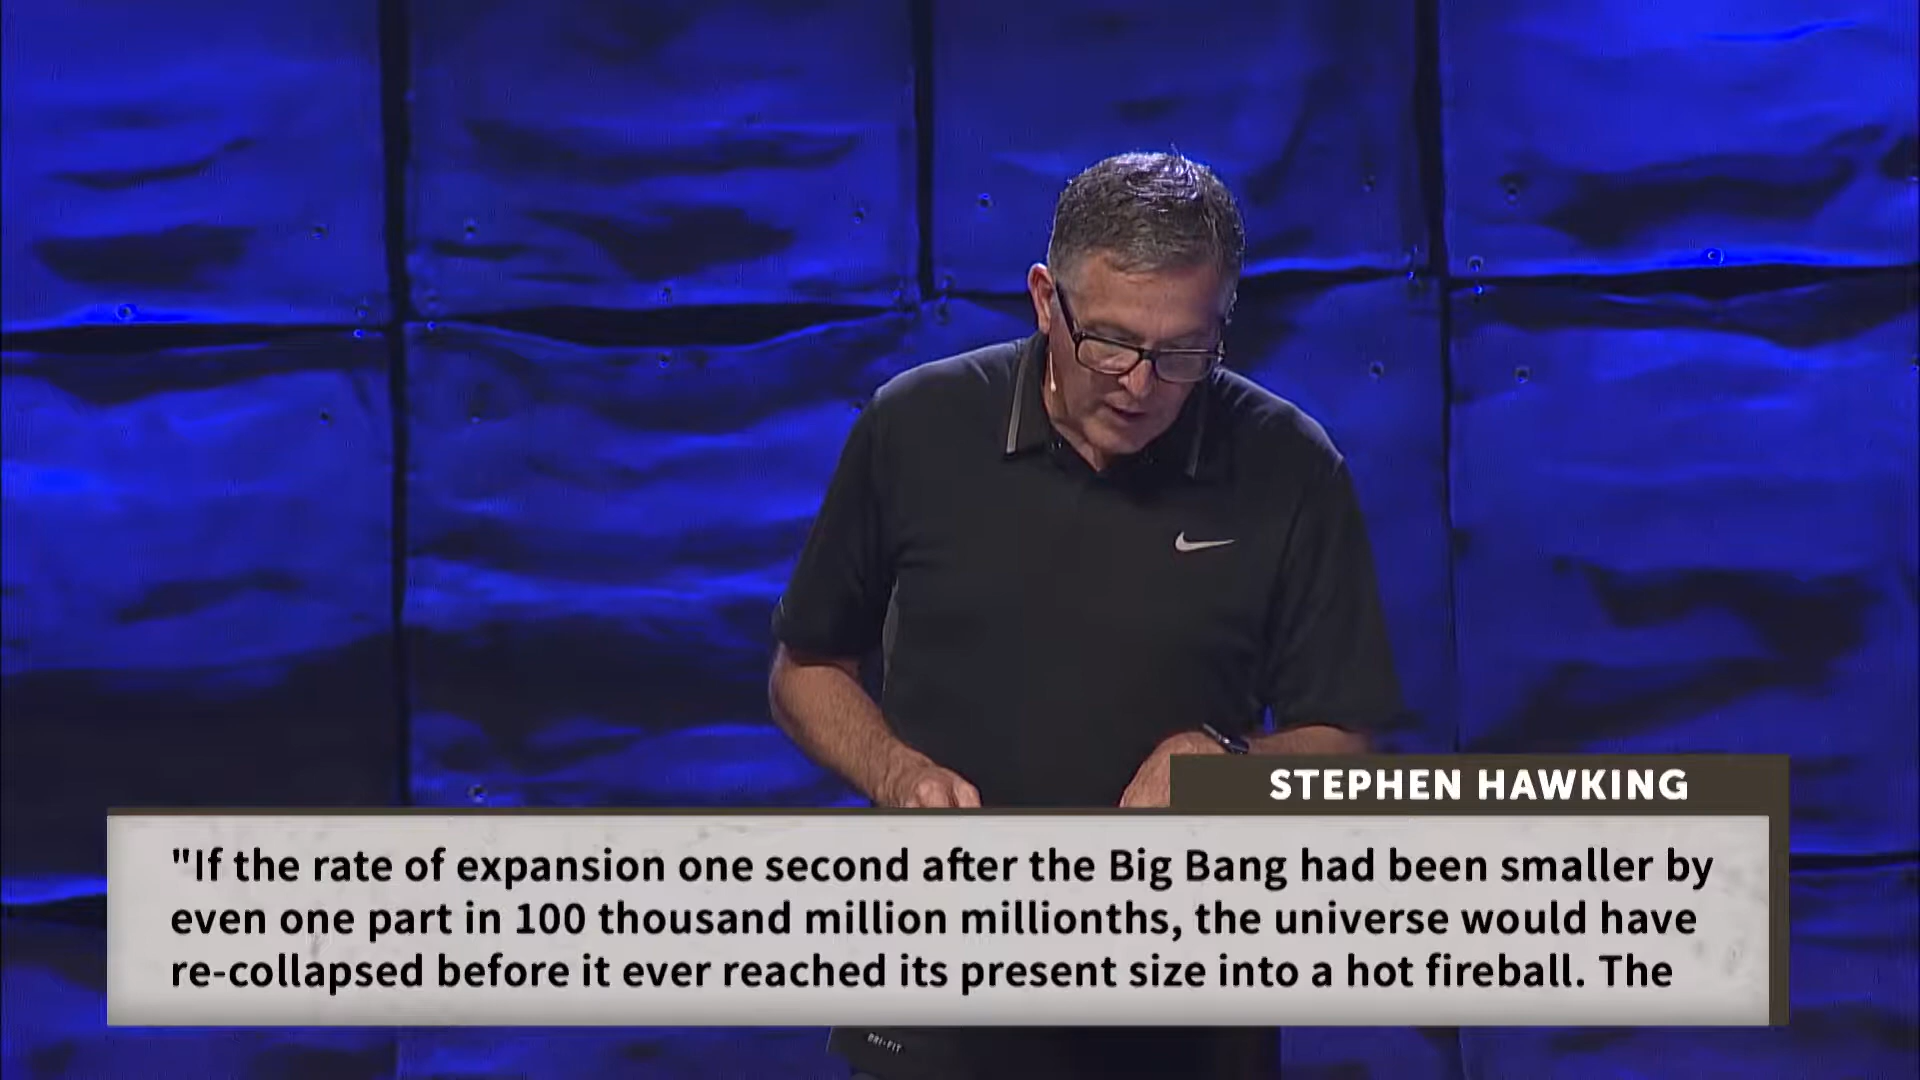 STEPHEN HAWKING
"If the rate of expansion one second after the Big Bang had been smaller by
even one part in 100 thousand million millionths, the universe would have
re-collapsed before it ever reached its present size into a hot fireball. The
DRI-FIT